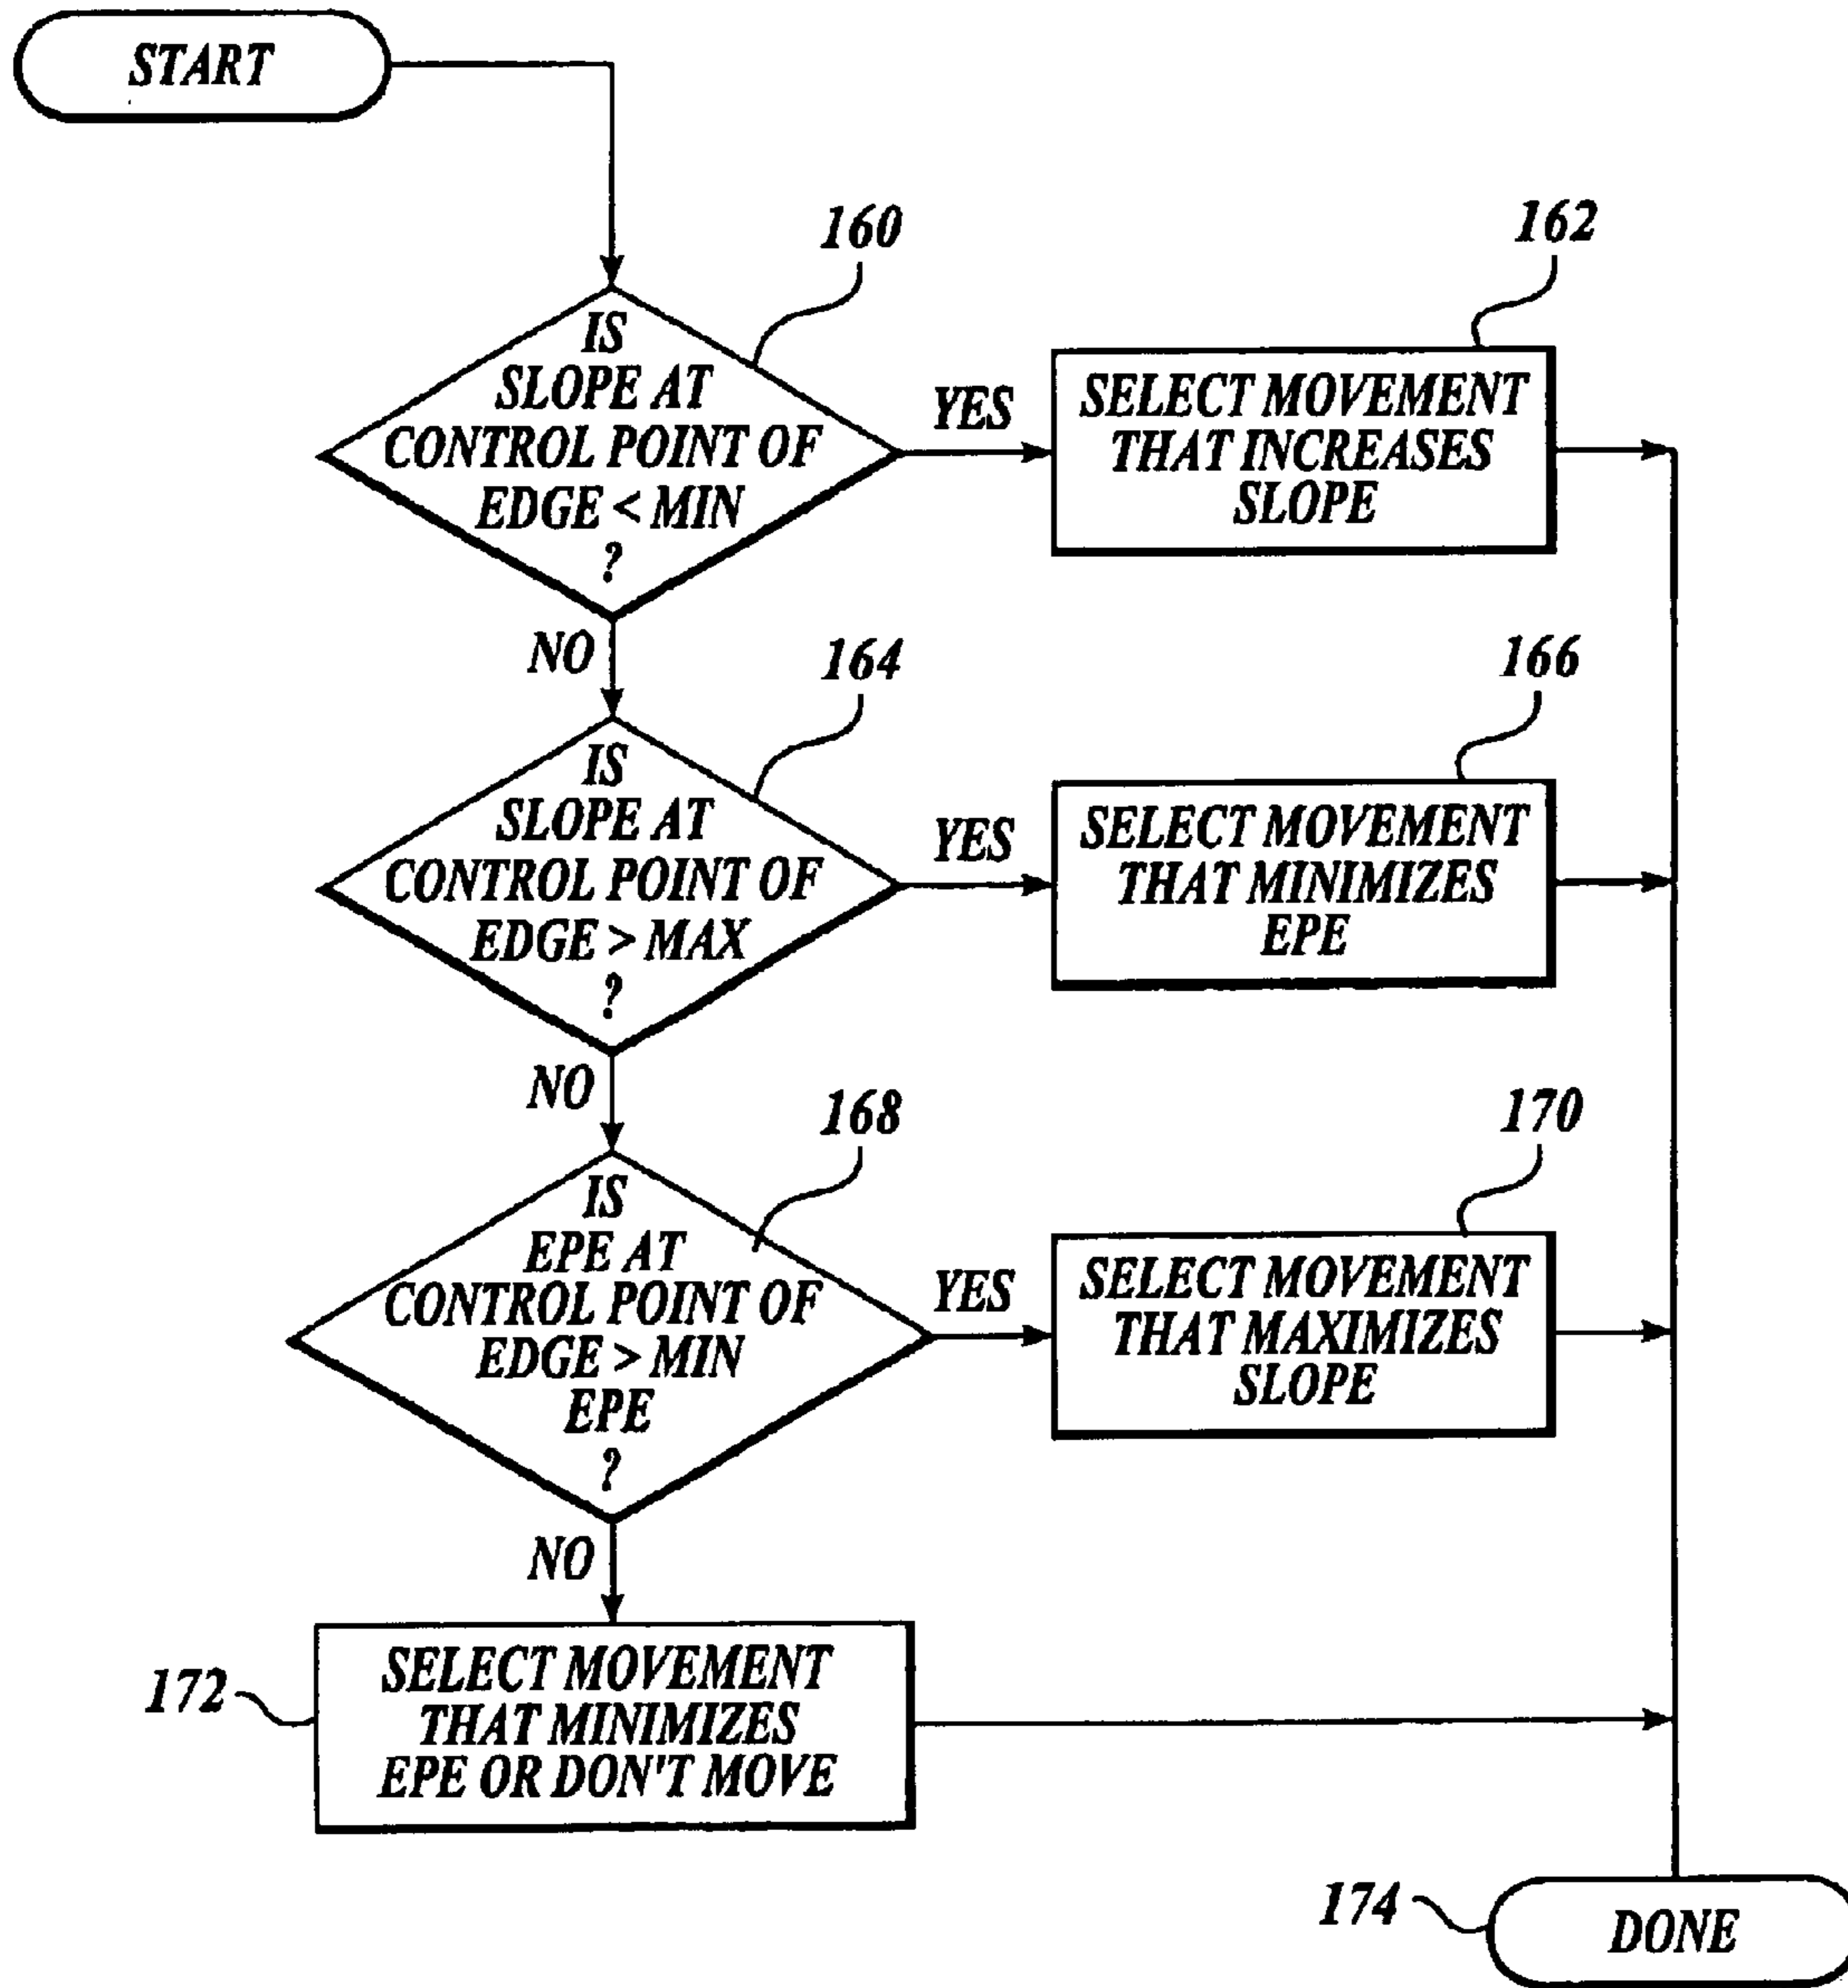 START
160
IS
SLOPE AT
CONTROL POINT OF
EDGE < MIN
?
YES
162
SELECT MOVEMENT
THAT INCREASES
SLOPE
NO
164
IS
SLOPE AT
CONTROL POINT OF
EDGE > MAX
?
YES
166
SELECT MOVEMENT
THAT MINIMIZES
EPE
NO
168
IS
EPE AT
CONTROL POINT OF
EDGE > MIN
EPE
?
YES
170
SELECT MOVEMENT
THAT MAXIMIZES
SLOPE
NO
172
SELECT MOVEMENT
THAT MINIMIZES
EPE OR DON'T MOVE
174
DONE